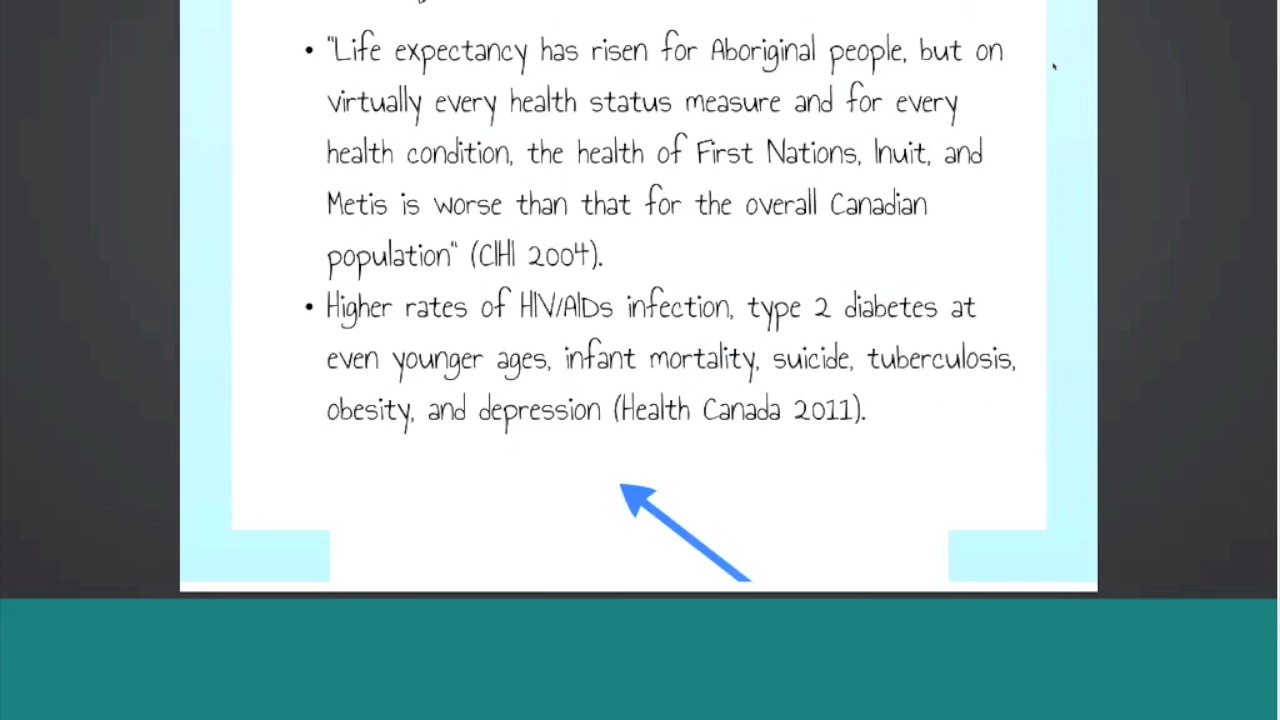 • "Life expectancy has risen for Aboriginal people, but on
virtually every health status measure and for every
health condition, the health of First Nations, Inuit, and
Metis is worse than that for the overall Canadian
population" (CIHI 2004).
• Higher rates of HIV/AIDs infection, type 2 diabetes at
even younger ages, infant mortality, suicide, tuberculosis,
obesity, and depression (Health Canada 2011).